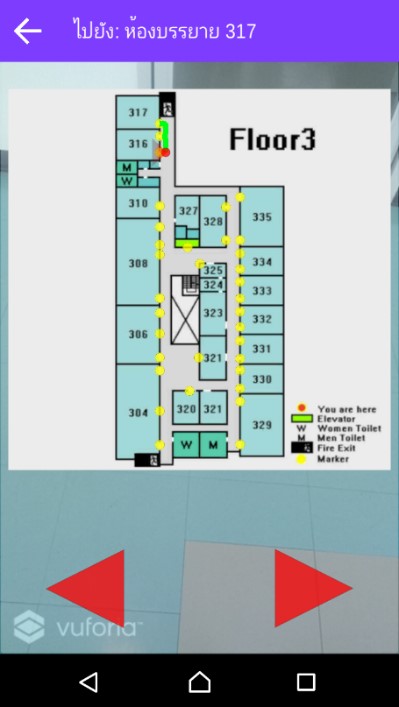 ไปยัง: ห้องบรรยาย 317
Floor3
317
316
M
W
310
327
328
335
308
325
334
324
333
323
332
306
331
321
330
304
320
321
329
W
M
You are here
Elevator
W Women Toilet
M Men Toilet
Fire Exit
Marker
vuforia™